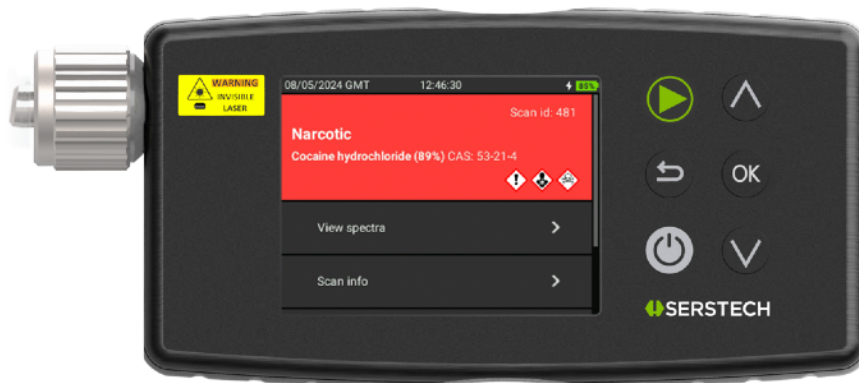 WARNING
INVISIBLE
LASER
08/05/2024 GMT 12:46:30 85%
Scan id: 481
Narcotic
Cocaine hydrochloride (89%) CAS: 53-21-4
View spectra
Scan info
OK
SERSTECH